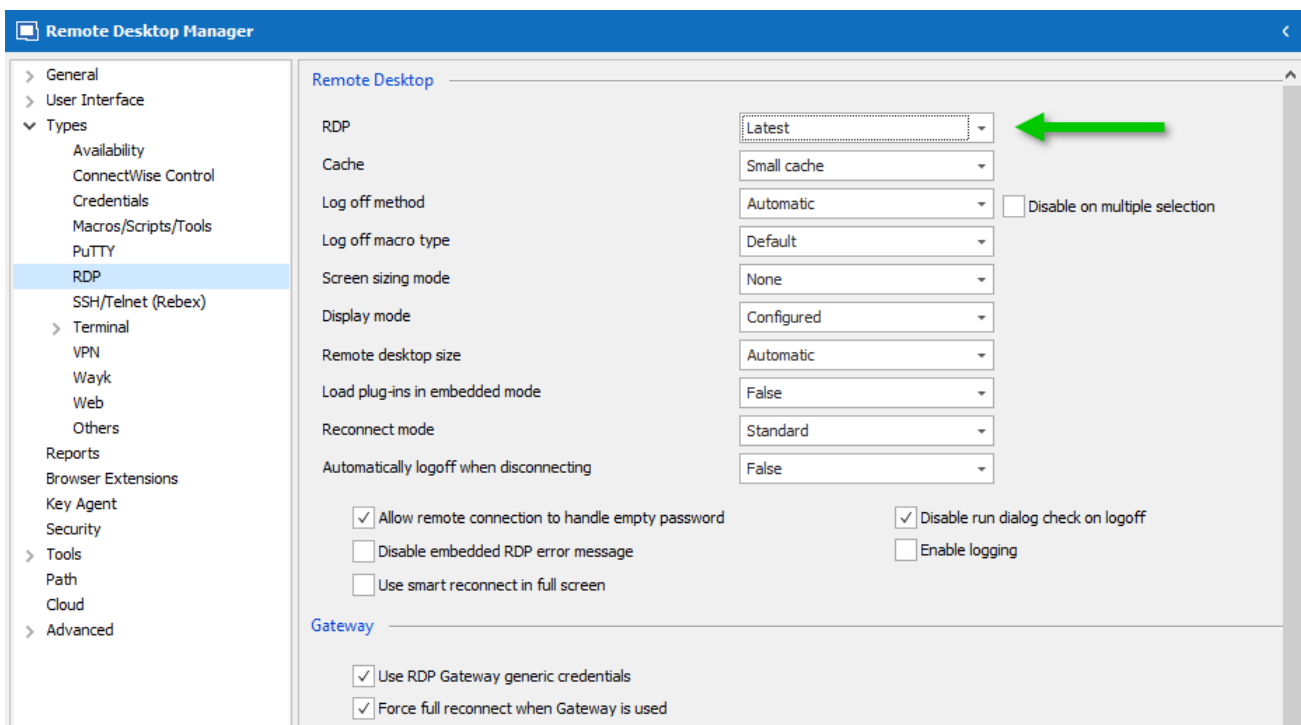 Remote Desktop Manager
General
User Interface
Types
Availability
ConnectWise Control
Credentials
Macros/Scripts/Tools
PuTTY
RDP
SSH/Telnet (Rebex)
Terminal
VPN
Wayk
Web
Others
Reports
Browser Extensions
Key Agent
Security
Tools
Path
Cloud
Advanced
Remote Desktop
RDP Latest
Cache Small cache
Log off method Automatic Disable on multiple selection
Log off macro type Default
Screen sizing mode None
Display mode Configured
Remote desktop size Automatic
Load plug-ins in embedded mode False
Reconnect mode Standard
Automatically logoff when disconnecting False
Allow remote connection to handle empty password Disable run dialog check on logoff
Disable embedded RDP error message Enable logging
Use smart reconnect in full screen
Gateway
Use RDP Gateway generic credentials
Force full reconnect when Gateway is used